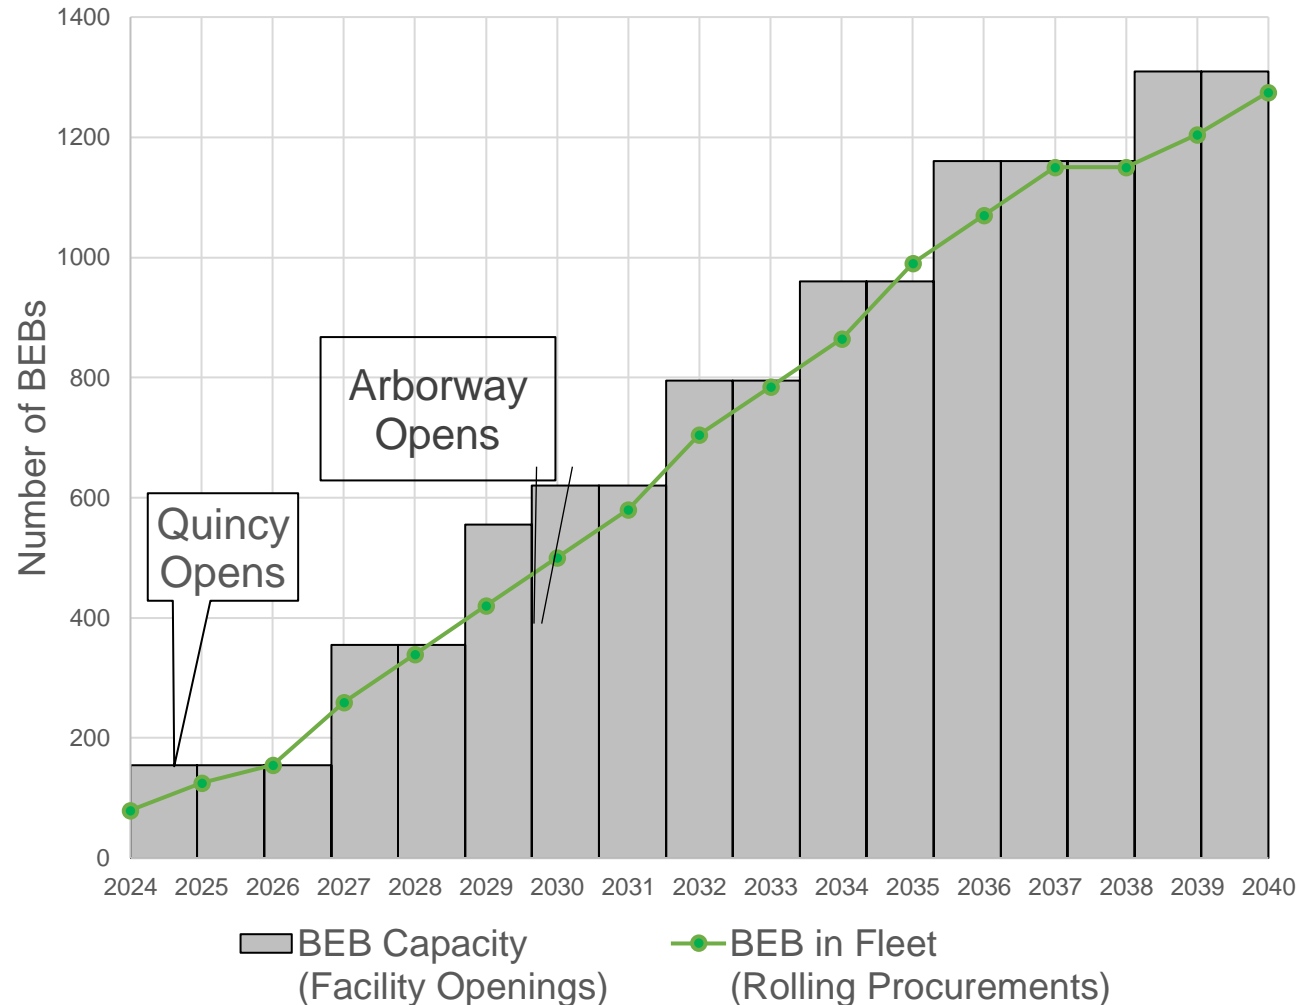 1400
1200
1000
800
600
400
200
0
Number of BEBs
Arborway
Opens
Quincy
Opens
2024 2025 2026 2027 2028 2029 2030 2031 2032 2033 2034 2035 2036 2037 2038 2039 2040
BEB Capacity
(Facility Openings)
BEB in Fleet
(Rolling Procurements)